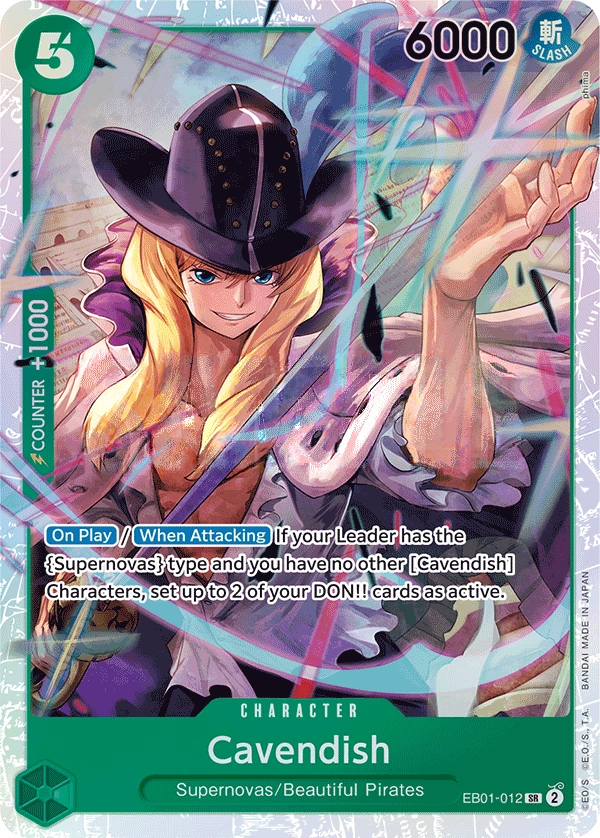 5
6000
斬
SLASH
phima
COUNTER +1000
On Play / When Attacking If your Leader has the
{Supernovas} type and you have no other [Cavendish]
Characters, set up to 2 of your DON!! cards as active.
CHARACTER
Cavendish
Supernovas/Beautiful Pirates
EB01-012 SR 2
©E.O/S ©E.O./S., T.A. BANDAI MADE IN JAPAN